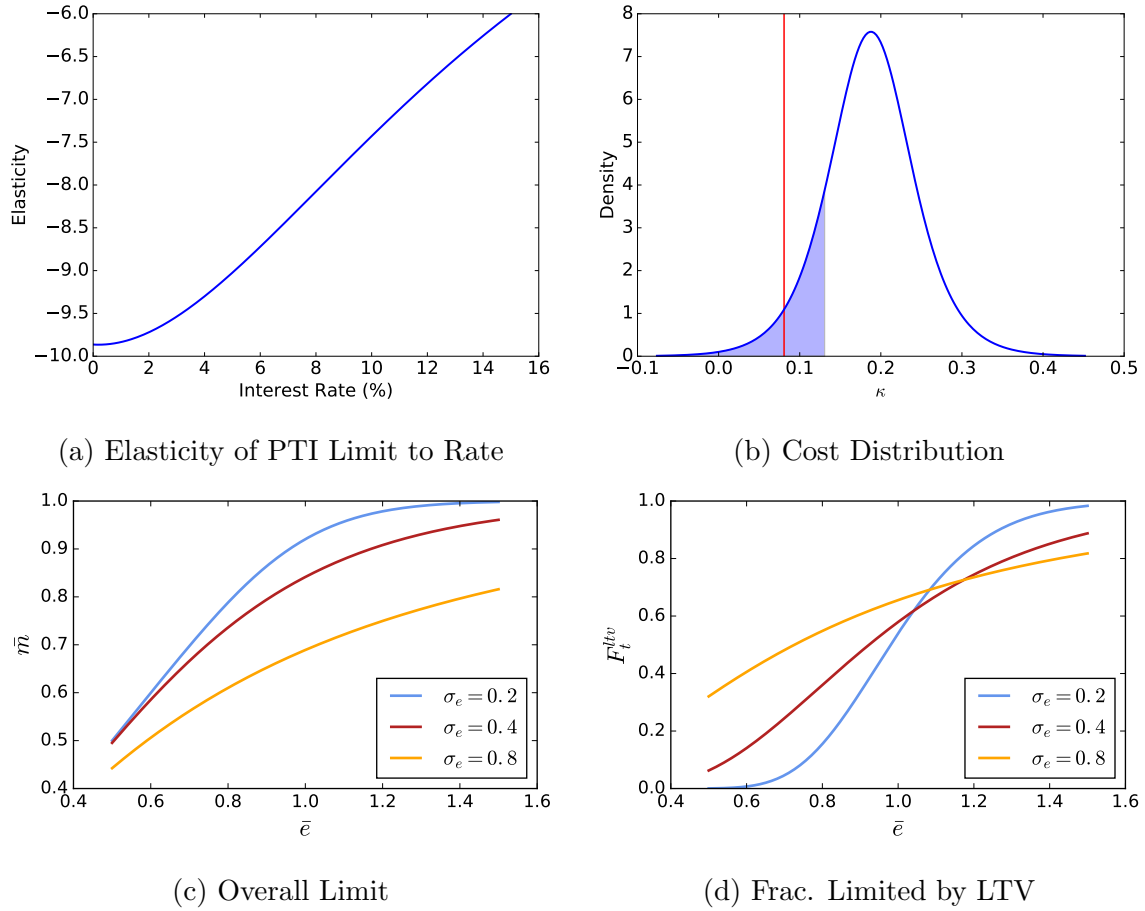 −6.0
−6.5
−7.0
−7.5
−8.0
−8.5
−9.0
−9.5
−10.0
Elasticity
0 2 4 6 8 10 12 14 16
Interest Rate (%)
(a) Elasticity of PTI Limit to Rate
8
7
6
5
4
3
2
1
0
Density
−0.1 0.0 0.1 0.2 0.3 0.4 0.5
κ
(b) Cost Distribution
1.0
0.9
0.8
0.7
0.6
0.5
0.4
m̄
σe = 0.2
σe = 0.4
σe = 0.8
0.4 0.6 0.8 1.0 1.2 1.4 1.6
ē
(c) Overall Limit
1.0
0.8
0.6
0.4
0.2
0.0
F_t^{ltv}
σe = 0.2
σe = 0.4
σe = 0.8
0.4 0.6 0.8 1.0 1.2 1.4 1.6
ē
(d) Frac. Limited by LTV